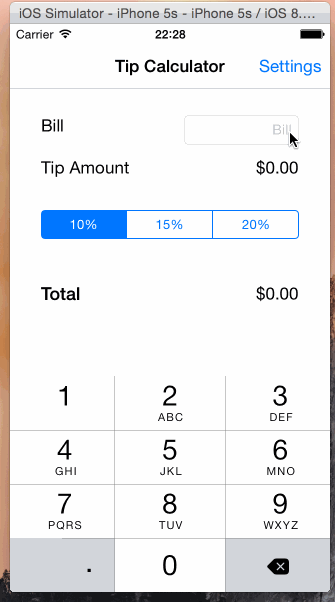 iOS Simulator - iPhone 5s - iPhone 5s / iOS 8....
Carrier 22:28
Tip Calculator Settings
Bill Bill
Tip Amount $0.00
10% 15% 20%
Total $0.00
1 2 3
ABC DEF
4 5 6
GHI JKL MNO
7 8 9
PQRS TUV WXYZ
. 0